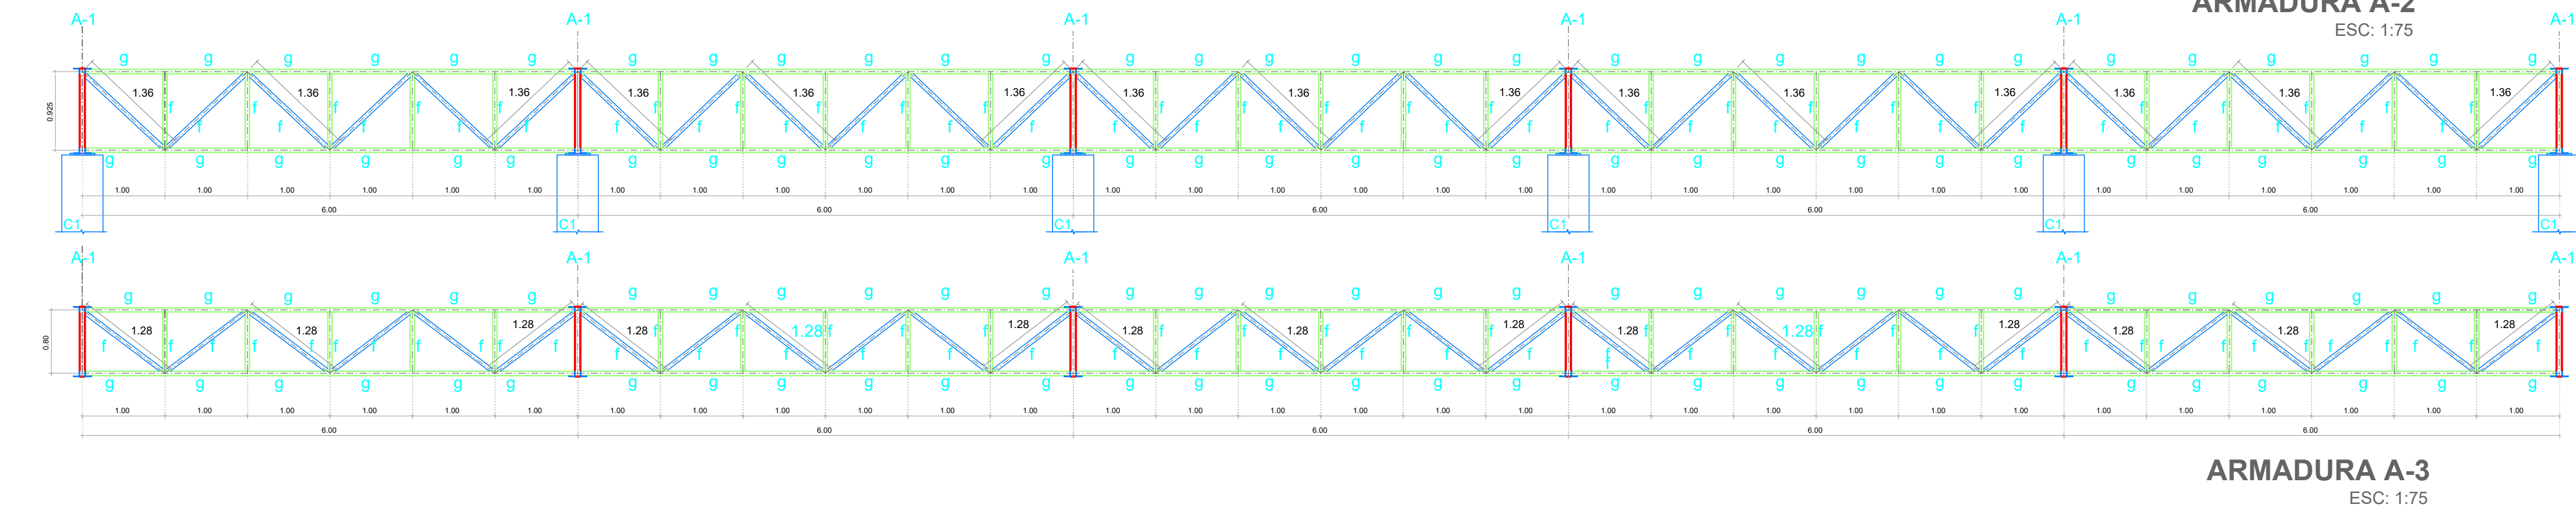 ARMADURA A-2
ESC: 1:75
A-1 A-1 A-1 A-1 A-1 A-1
g g g g g g g g g g g g g g g g g g g g g g g g g g g g g g
1.36 1.36 1.36 1.36 1.36 1.36 1.36 1.36 1.36 1.36 1.36 1.36 1.36 1.36 1.36
0.925
f f f f f f f f f f f f f f f f f f f f f f f f f
f f f f f f f f f f f f f f f f f f f f f f f f f f f f f
g g g g g g g g g g g g g g g g g g g g g g g g g g g g g g
1.00 1.00 1.00 1.00 1.00 1.00 1.00 1.00 1.00 1.00 1.00 1.00 1.00 1.00 1.00 1.00 1.00 1.00 1.00 1.00 1.00 1.00 1.00 1.00 1.00 1.00 1.00 1.00 1.00 1.00
6.00 6.00 6.00 6.00 6.00
C1 C1 C1 C1 C1 C1
A-1 A-1 A-1 A-1 A-1 A-1
g g g g g g g g g g g g g g g g g g g g g g g g g g g g g g
1.28 1.28 1.28 1.28 f f 1.28 f f f 1.28 1.28 f 1.28 f f f 1.28 f 1.28 f f 1.28 f f f 1.28 1.28 1.28 1.28
0.80
f f f f f f f f f f f f f f f f f f f f f f f f f f f f f f f f f f f f f f f f f
f
g g g g g g g g g g g g g g g g g g g g g g g g g g g g g g
1.00 1.00 1.00 1.00 1.00 1.00 1.00 1.00 1.00 1.00 1.00 1.00 1.00 1.00 1.00 1.00 1.00 1.00 1.00 1.00 1.00 1.00 1.00 1.00 1.00 1.00 1.00 1.00 1.00 1.00
6.00 6.00 6.00 6.00 6.00
ARMADURA A-3
ESC: 1:75